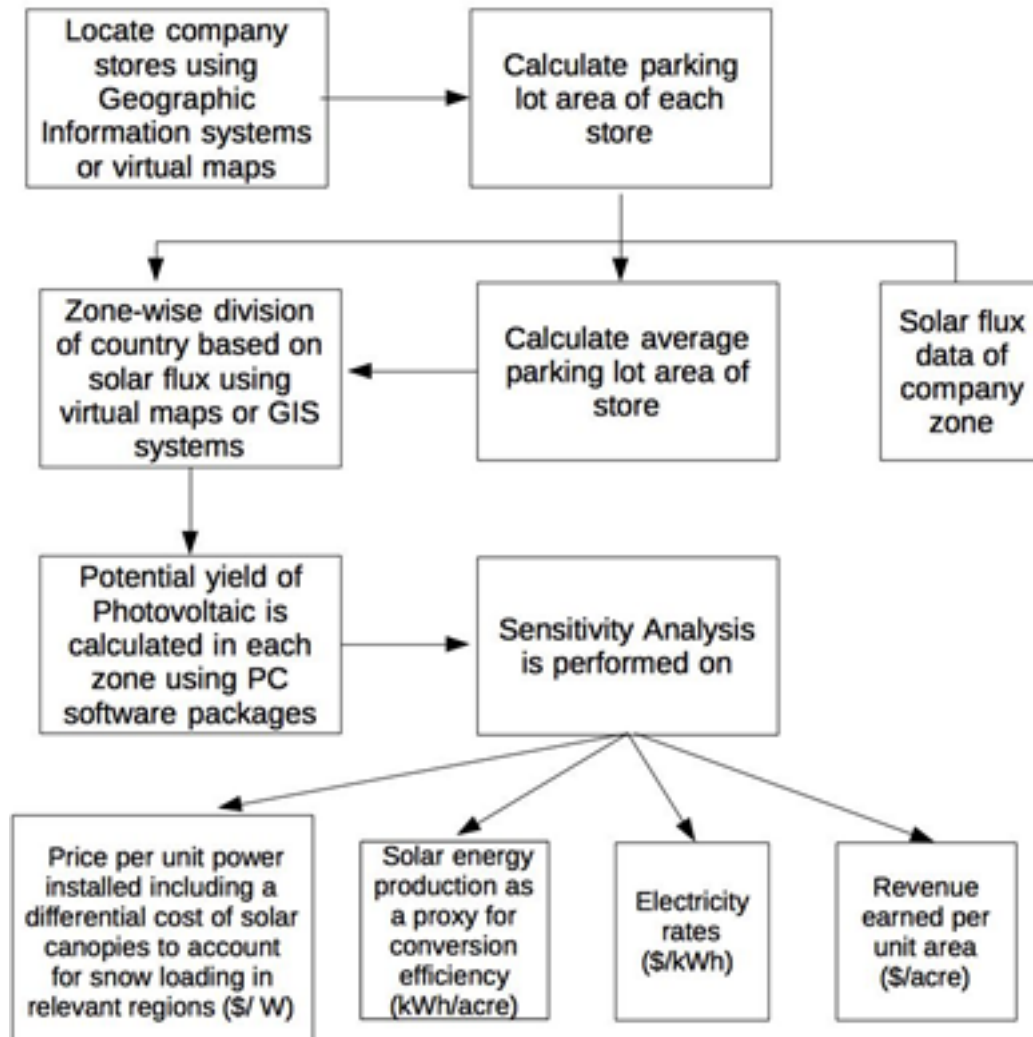 Locate company
stores using
Geographic
Information systems
or virtual maps
Calculate parking
lot area of each
store
Zone-wise division
of country based on
solar flux using
virtual maps or GIS
systems
Calculate average
parking lot area of
store
Solar flux
data of
company
zone
Potential yield of
Photovoltaic is
calculated in each
zone using PC
software packages
Sensitivity Analysis
is performed on
Price per unit power
installed including a
differential cost of solar
canopies to account
for snow loading in
relevant regions ($/ W)
Solar energy
production as
a proxy for
conversion
efficiency
(kWh/acre)
Electricity
rates
($/kWh)
Revenue
earned per
unit area
($/acre)